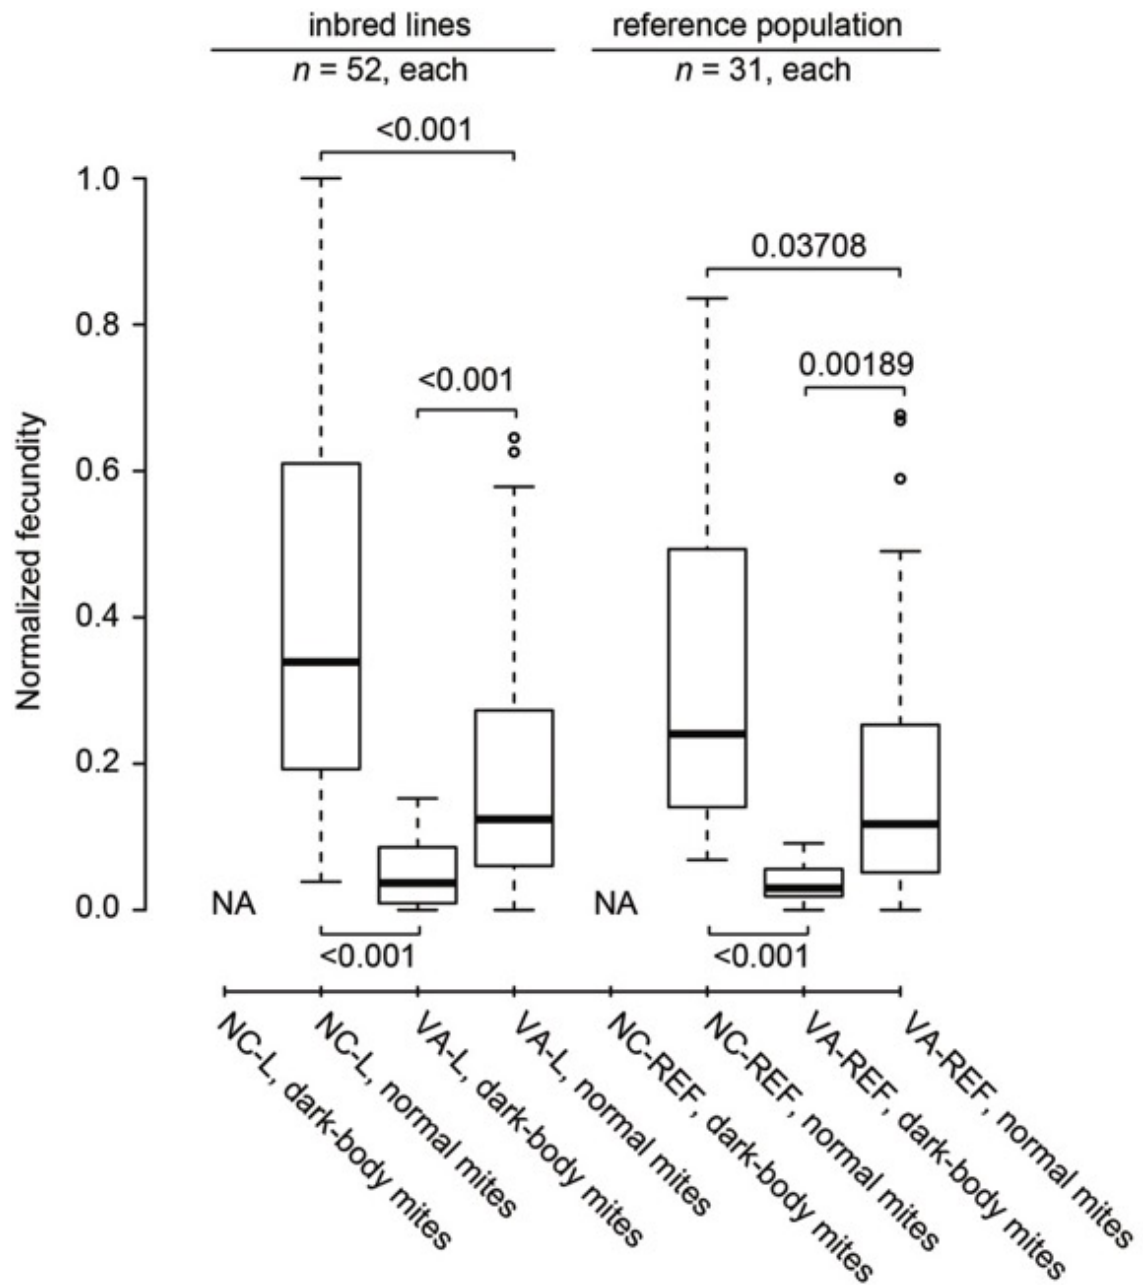 inbred lines
reference population
n = 52, each
n = 31, each
<0.001
1.0
0.03708
0.8
0.00189
<0.001
0.6
Normalized fecundity
0.4
0.2
0.0
NA
NA
<0.001
<0.001
NC-L, dark-body mites
NC-L, normal mites
VA-L, dark-body mites
VA-L, normal mites
NC-REF, dark-body mites
NC-REF, normal mites
VA-REF, dark-body mites
VA-REF, normal mites